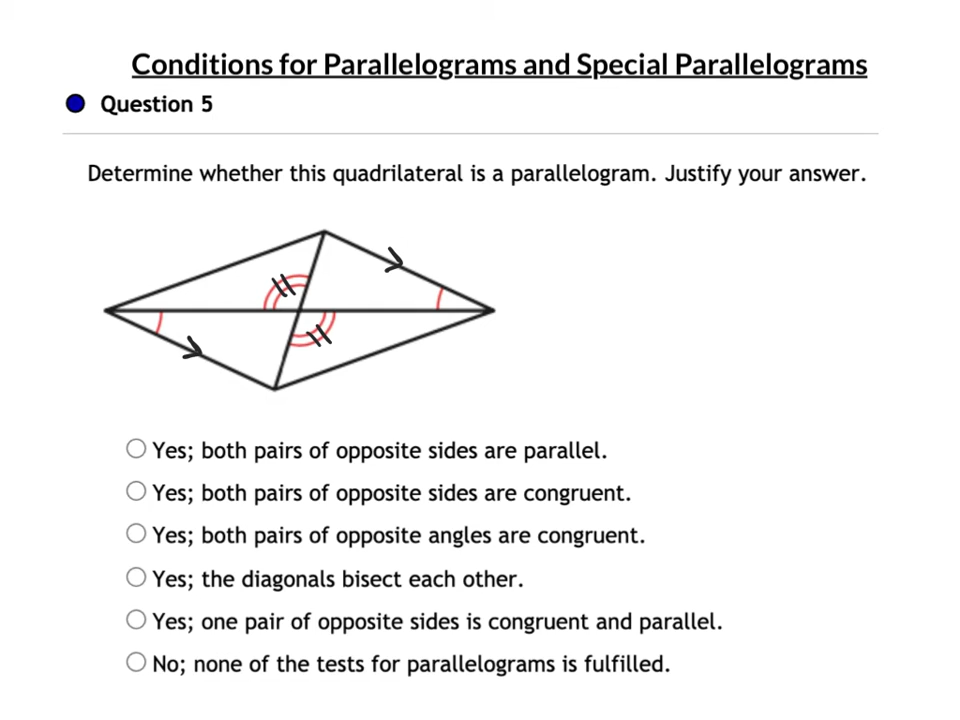 Conditions for Parallelograms and Special Parallelograms
Question 5
Determine whether this quadrilateral is a parallelogram. Justify your answer.
Yes; both pairs of opposite sides are parallel.
Yes; both pairs of opposite sides are congruent.
Yes; both pairs of opposite angles are congruent.
Yes; the diagonals bisect each other.
Yes; one pair of opposite sides is congruent and parallel.
No; none of the tests for parallelograms is fulfilled.